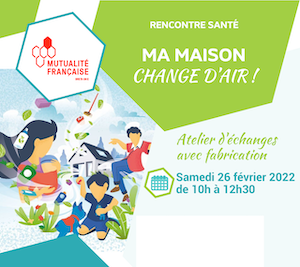 RENCONTRE SANTÉ
MUTUALITÉ
FRANÇAISE
MA MAISON
CHANGE D'AIR !
Atelier d'échanges
avec fabrication
Samedi 26 février 2022
de 10h à 12h30